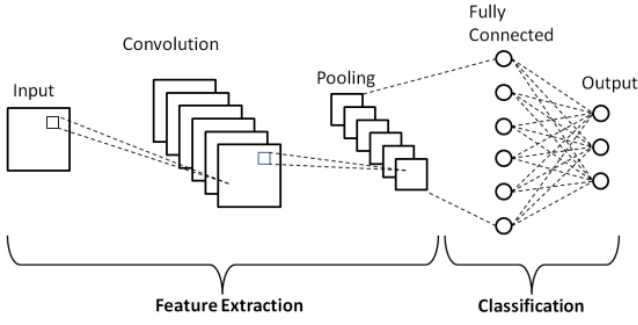 Input
Convolution
Pooling
Fully
Connected
Output
Feature Extraction
Classification